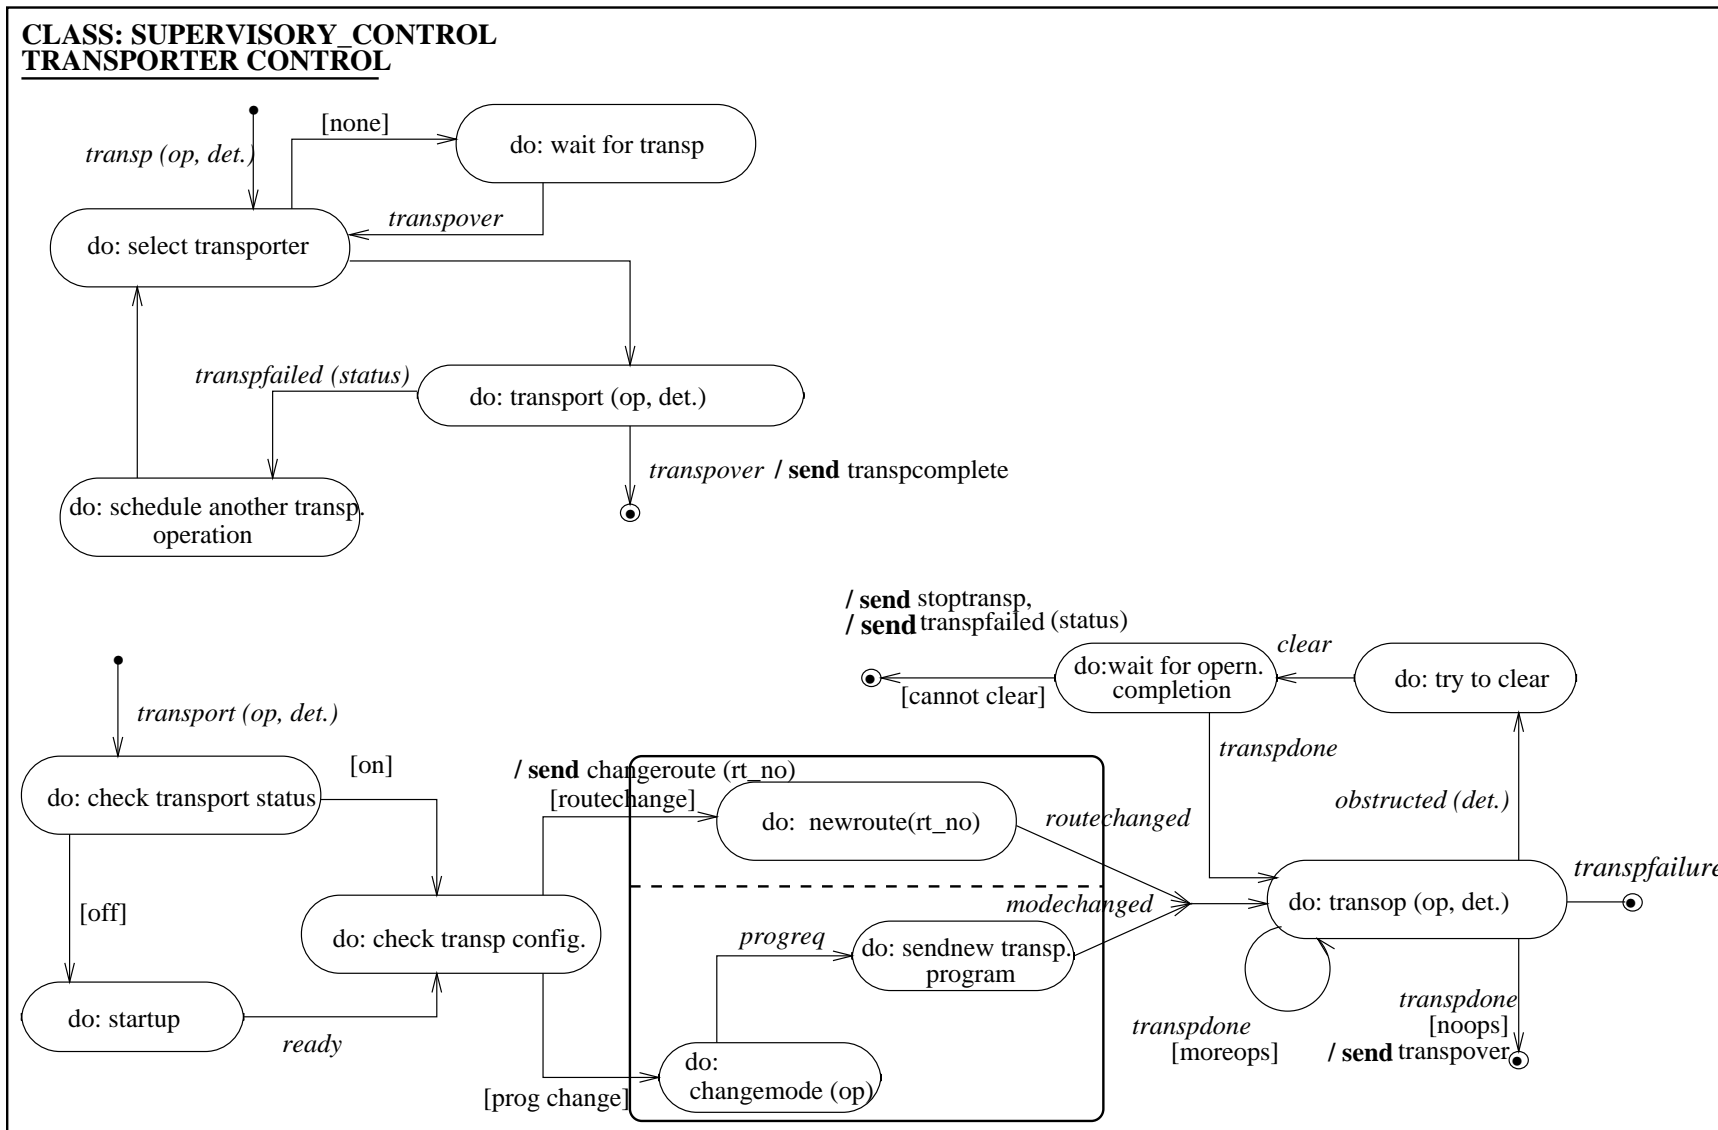 CLASS: SUPERVISORY_CONTROL
TRANSPORTER CONTROL
[none]
do: wait for transp
transp (op, det.)
transpover
do: select transporter
transpfailed (status)
do: transport (op, det.)
transpover / send transpcomplete
do: schedule another transp.
operation
/ send stoptransp,
/ send transpfailed (status)
clear
do:wait for opern.
completion
do: try to clear
[cannot clear]
transport (op, det.)
transpdone
[on]
/ send changeroute (rt_no)
[routechange]
do: check transport status
obstructed (det.)
do: newroute(rt_no)
routechanged
transpfailure
[off]
modechanged
do: transop (op, det.)
do: check transp config.
progreq
do: sendnew transp.
program
do: startup
ready
transpdone
[moreops]
transpdone
[noops]
/ send transpover
do:
changemode (op)
[prog change]